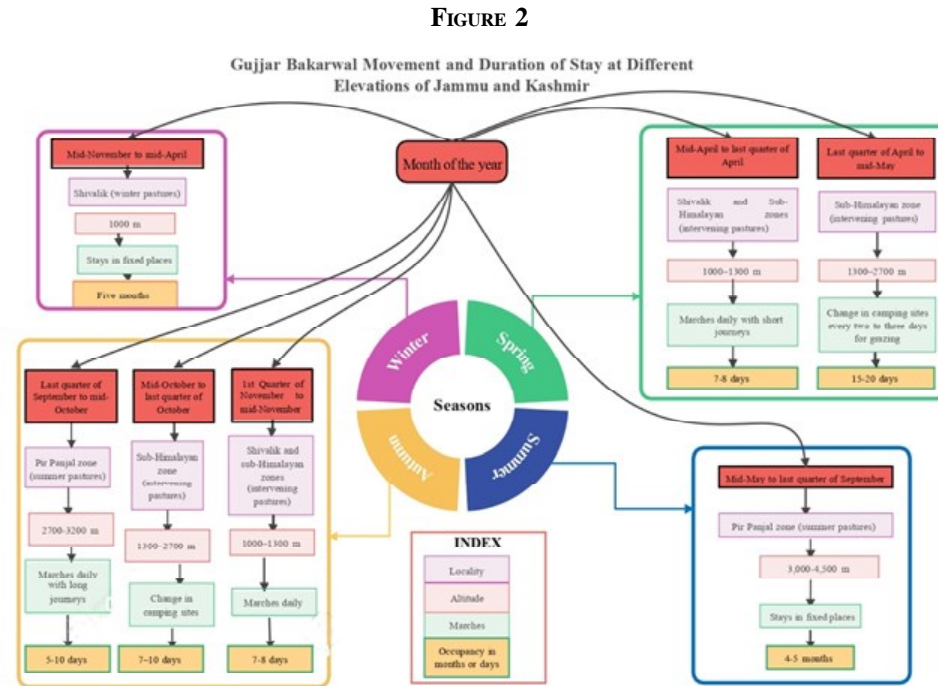 FIGURE 2
Gujjar Bakarwal Movement and Duration of Stay at Different
Elevations of Jammu and Kashmir
Month of the year
Mid-November to mid-April
Shivalik (winter pastures)
1000 m
Stays in fixed places
Five months
Mid-April to last quarter of
April
Shivalik and Sub-
Himalayan zones
(intervening pastures)
1000–1300 m
Marches daily with short
journeys
7-8 days
Last quarter of April to
mid-May
Sub-Himalayan zone
(intervening pastures)
1300–2700 m
Change in camping sites
every two to three days
for grazing
15-20 days
Winter
Spring
Seasons
Autumn
Summer
Last quarter of
September to mid-
October
Pir Panjal zone
(summer pastures)
2700-3200 m
Marches daily
with long
journeys
5-10 days
Mid-October to
last quarter of
October
Sub-Himalayan
zone
(intervening
pastures)
1300–2700 m
Change in
camping sites
7–10 days
1st Quarter of
November to
mid-November
Shivalik and
sub-Himalayan
zones
(intervening
pastures)
1000–1300 m
Marches daily
7-8 days
Mid-May to last quarter of September
Pir Panjal zone (summer pastures)
3,000-4,500 m
Stays in fixed places
4-5 months
INDEX
Locality
Altitude
Marches
Occupancy in
months or days